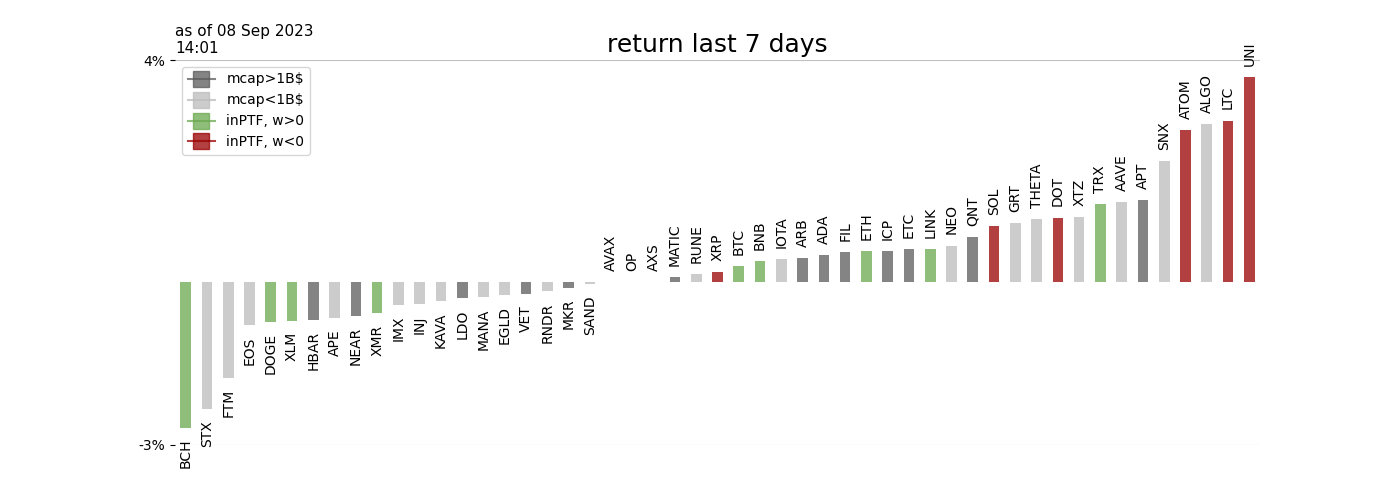 as of 08 Sep 2023
14:01
return last 7 days
4%
mcap>1B$
mcap<1B$
inPTF, w>0
inPTF, w<0
-3%
BCH
STX
FTM
EOS
DOGE
XLM
HBAR
APE
NEAR
XMR
IMX
INJ
KAVA
LDO
MANA
EGLD
VET
RNDR
MKR
SAND
AVAX
OP
AXS
MATIC
RUNE
XRP
BTC
BNB
IOTA
ARB
ADA
FIL
ETH
ICP
ETC
LINK
NEO
QNT
SOL
GRT
THETA
DOT
XTZ
TRX
AAVE
APT
SNX
ATOM
ALGO
LTC
UNI